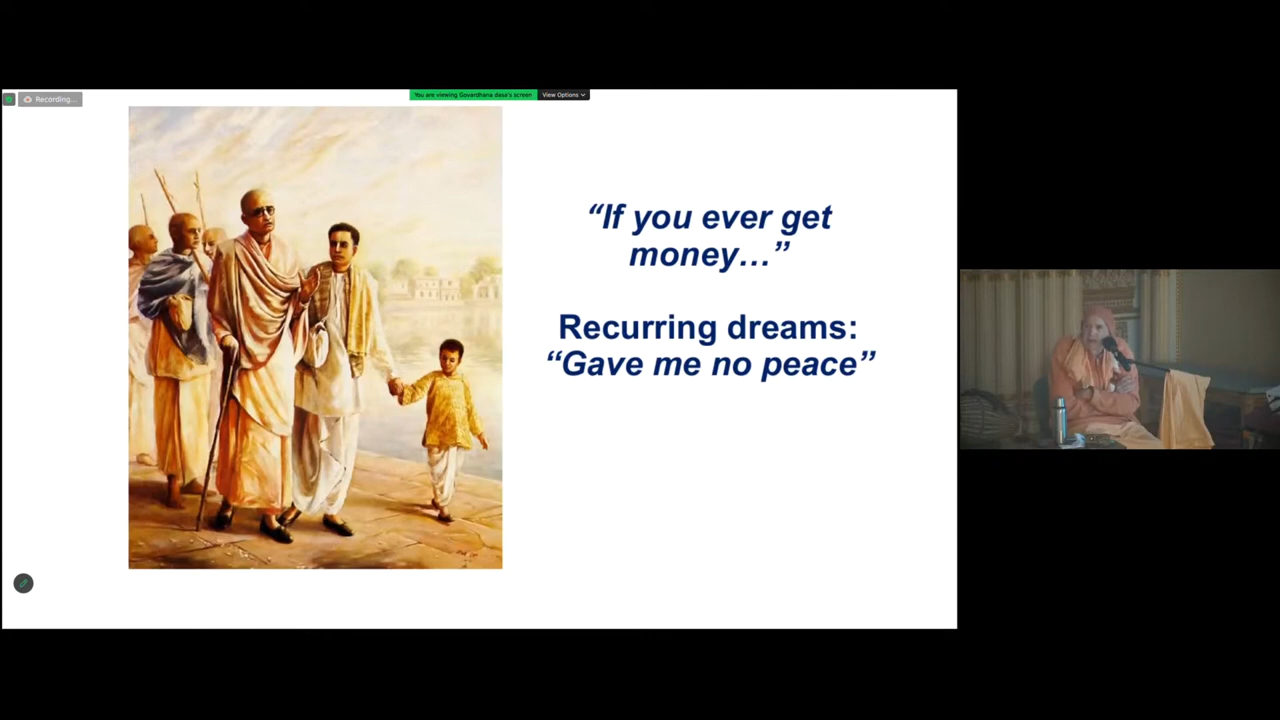 Recording...
You are viewing Govardhana dasa's screen
View Options
“If you ever get
money…”
Recurring dreams:
“Gave me no peace”